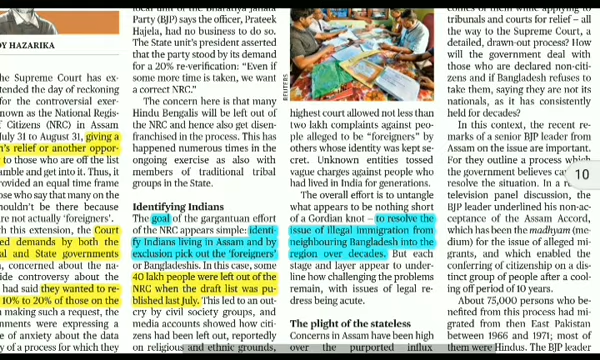 local unit of the Bharatiya Janata
Party (BJP) says the officer, Prateek
Hajela, had no business to do so.
The State unit's president asserted
that the party stood by its demand
for a 20% re-verification: "Even if
some more time is taken, we want
a correct NRC."
The concern here is that many
Hindu Bengalis will be left out of
the NRC and hence also get disen-
franchised in the process. This has
happened numerous times in the
ongoing exercise as also with
members of traditional tribal
groups in the State.
Identifying Indians
The goal of the gargantuan effort
of the NRC appears simple: identi-
fy Indians living in Assam and by
exclusion pick out the 'foreigners'
or Bangladeshis. In this case, some
40 lakh people were left out of the
NRC when the draft list was pu-
blished last July. This led to an out-
cry by civil society groups, and
media accounts showed how citi-
zens had been left out, reportedly
on religious and ethnic grounds,
Y HAZARIKA
he Supreme Court has ex-
tended the day of reckoning
for the controversial exer-
nown as the National Regis-
Citizens (NRC) in Assam
July 31 to August 31, giving a
n's relief or another oppor-
to those who are off the list
amble and get into it. Thus, it
rovided an equal time frame
ose who say that many on the
houldn't be there because
are not actually 'foreigners'.
th this extension, the Court
ed demands by both the
al and State governments
, concerned about the na-
ide controversy about the
had said they wanted to re-
10% to 20% of those on the
making such a request, the
nments were expressing a
e of anxiety about the data
y of a process for which they
REUTERS
highest court allowed not less than
two lakh complaints against peo-
ple alleged to be "foreigners" by
others whose identity was kept se-
cret. Unknown entities tossed
vague charges against people who
had lived in India for generations.
The overall effort is to untangle
what appears to be nothing short
of a Gordian knot – to resolve the
issue of illegal immigration from
neighbouring Bangladesh into the
region over decades. But each
stage and layer appear to under-
line how challenging the problems
remain, with issues of legal re-
dress being acute.
The plight of the stateless
Concerns in Assam have been high
over the purported influx
comes of them while applying to
tribunals and courts for relief – all
the way to the Supreme Court, a
detailed, drawn-out process? How
will the government deal with
those who are declared non-citi-
zens and if Bangladesh refuses to
take them, saying they are not its
nationals, as it has consistently
held for decades?
In this context, the recent re-
marks of a senior BJP leader from
Assam on the issue are important.
For they outline a process which
the government believes
resolve the situation. In a
television panel discussion, the
BJP leader underlined his non-ac-
ceptance of the Assam Accord,
which has been the madhyam (me-
dium) for the issue of alleged mi-
grants, and which enabled the
conferring of citizenship on a dis-
tinct group of people after a cool-
ing off period of 10 years.
About 75,000 persons who be-
nefited from this process had mi-
grated from then East Pakistan
between 1966 and 1971; most of
them were Hindus. The BJP leader
10